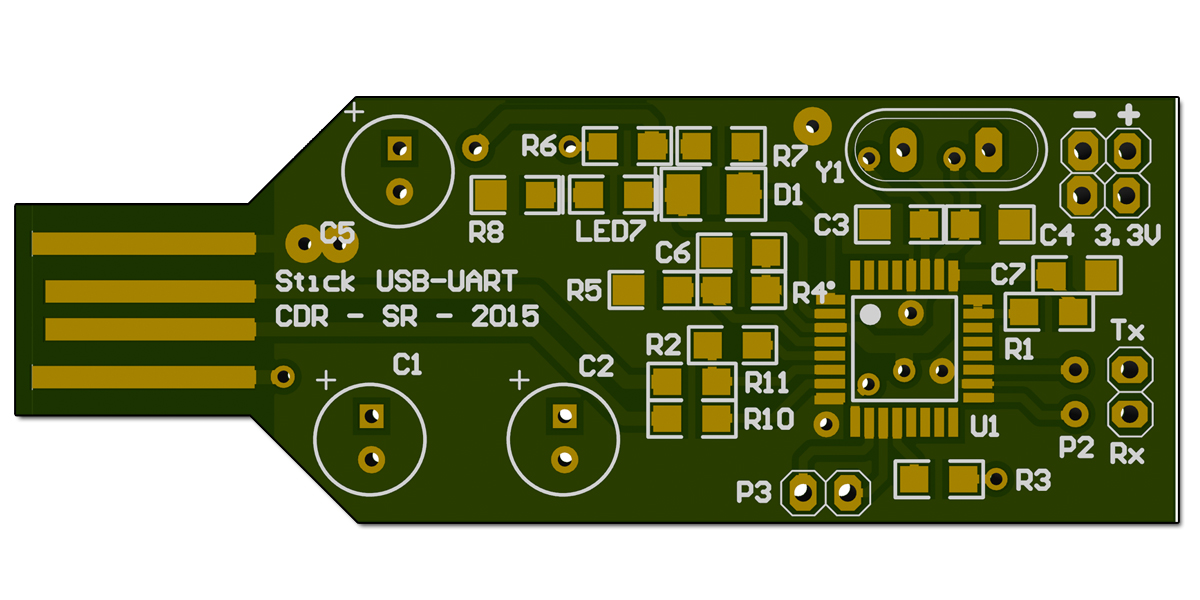 +
- +
R6
R7
Y1
D1
R8
LED7
C3
C4 3.3V
C5
C6
Stick USB-UART
R5
R4
C7
CDR - SR - 2015
R2
R1
Tx
C1
C2
+
+
R11
R10
U1
P2
Rx
P3
R3